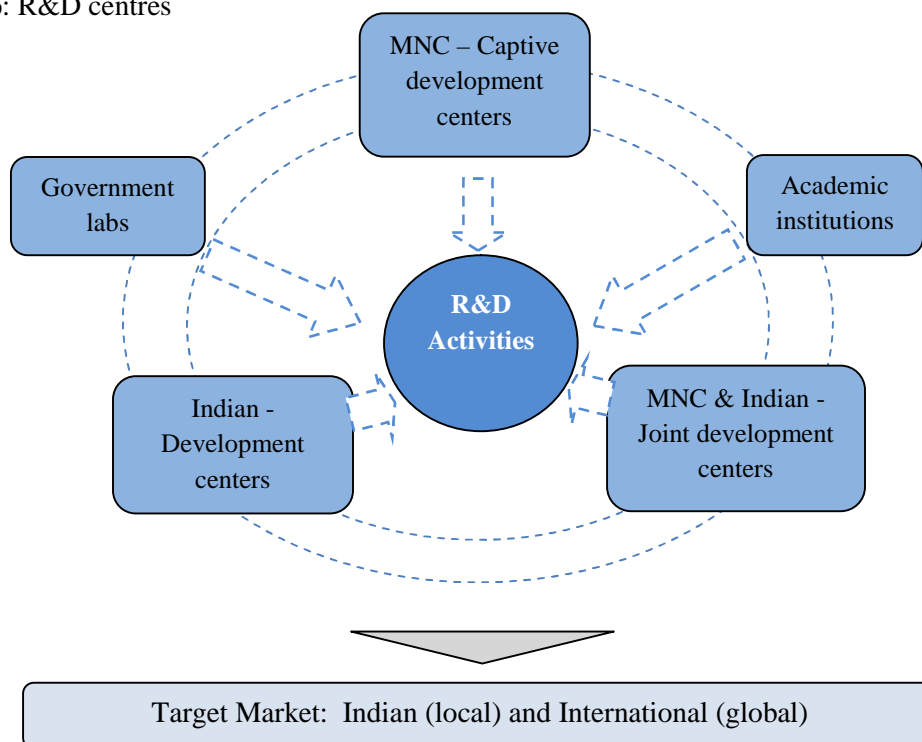 : R&D centres
MNC – Captive
development
centers
Government
labs
Academic
institutions
R&D
Activities
Indian -
Development
centers
MNC & Indian -
Joint development
centers
Target Market:  Indian (local) and International (global)